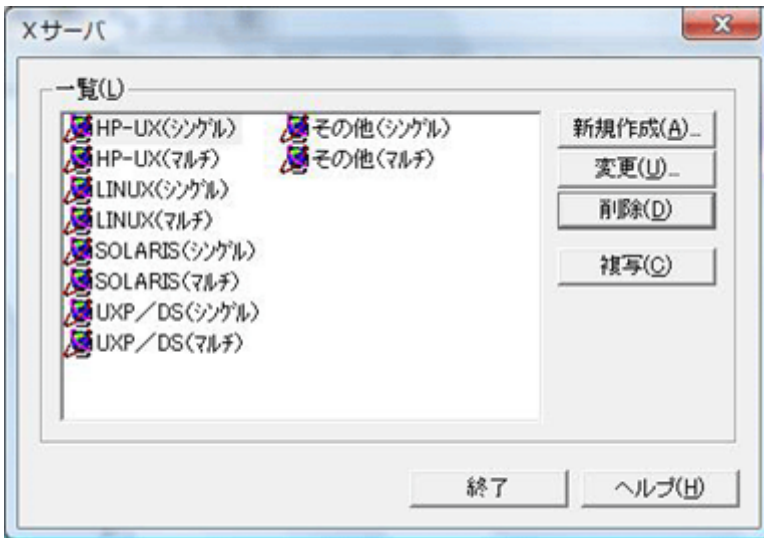 Xサーバ
一覧(L)
HP-UX(ｼﾝｸﾞﾙ)
HP-UX(ﾏﾙﾁ)
LINUX(ｼﾝｸﾞﾙ)
LINUX(ﾏﾙﾁ)
SOLARIS(ｼﾝｸﾞﾙ)
SOLARIS(ﾏﾙﾁ)
UXP／DS(ｼﾝｸﾞﾙ)
UXP／DS(ﾏﾙﾁ)
その他(ｼﾝｸﾞﾙ)
その他(ﾏﾙﾁ)
新規作成(A)...
変更(U)...
削除(D)
複写(C)
終了
ヘルプ(H)